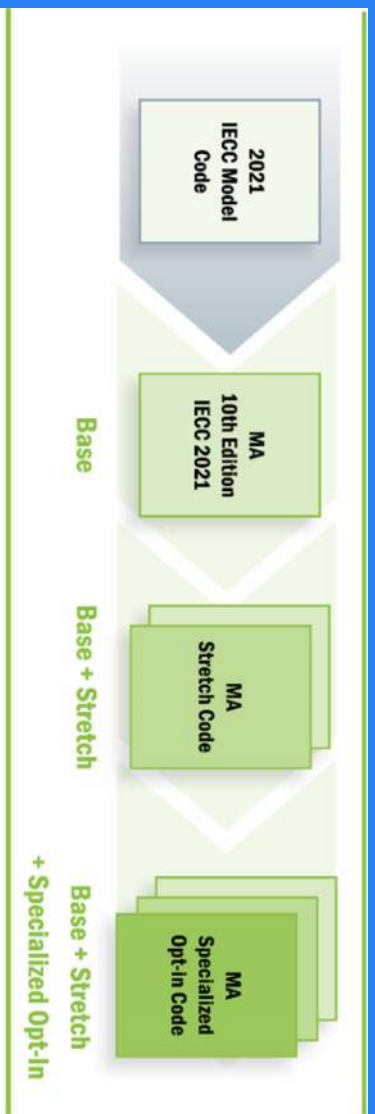 2021
IECC Model
Code
MA
10th Edition
IECC 2021
MA
Stretch Code
MA
Specialized
Opt-In Code
Base
Base + Stretch
Base + Stretch
+ Specialized Opt-In